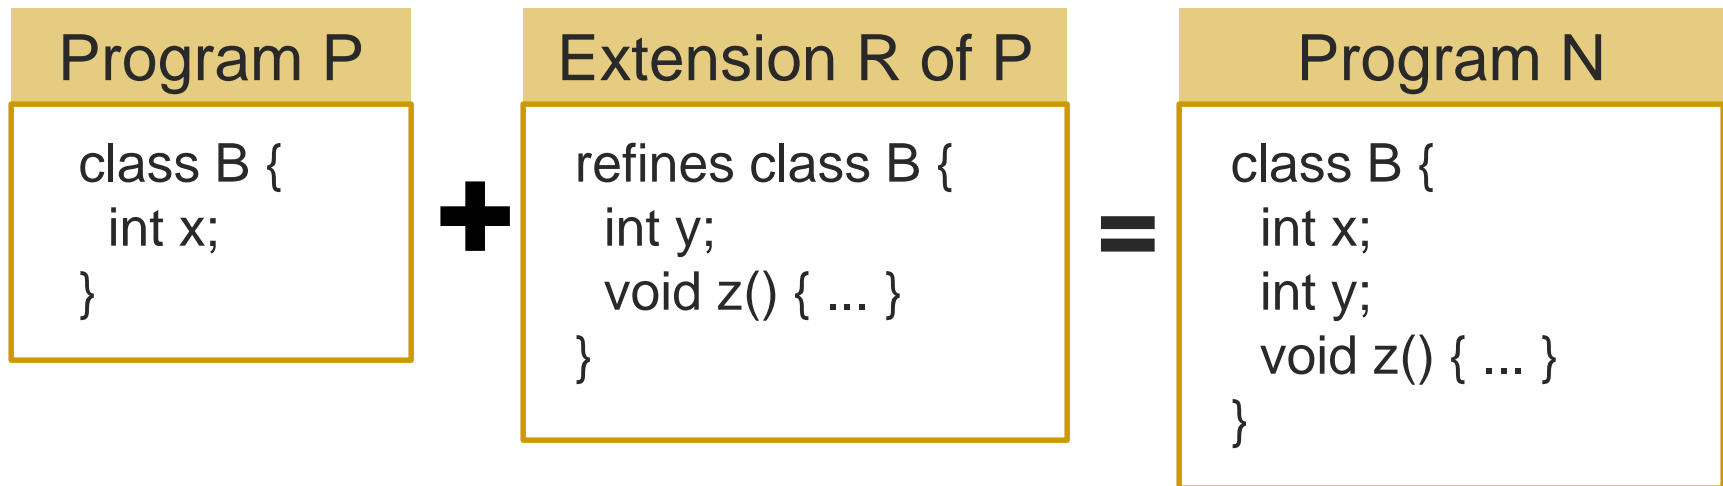 Program P
class B {
int x;
}
+
Extension R of P
refines class B {
int y;
void z() { ... }
}
=
Program N
class B {
int x;
int y;
void z() { ... }
}